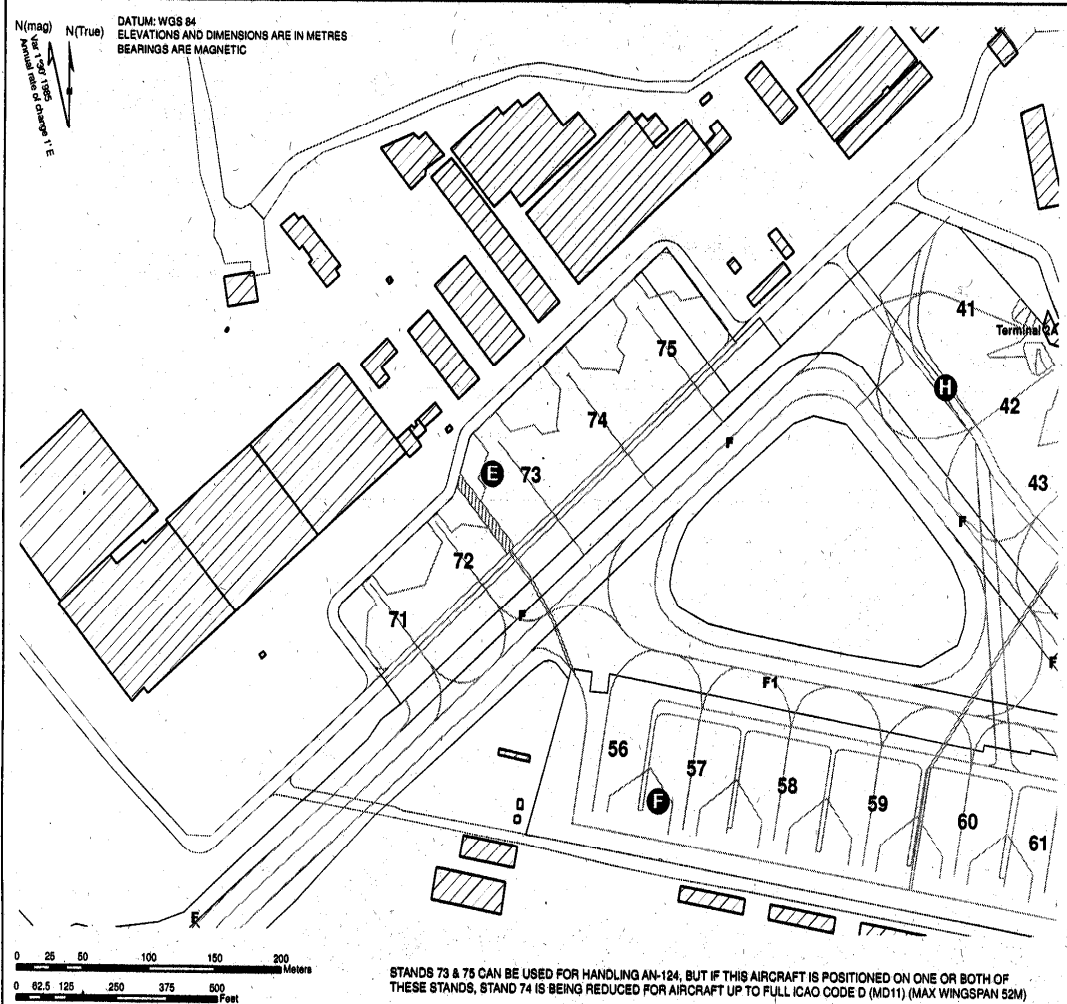 DATUM: WGS 84
N(mag) N(True)
ELEVATIONS AND DIMENSIONS ARE IN METRES
BEARINGS ARE MAGNETIC
Var 1°30' 1985
Annual rate of change 1' E
41
Terminal 2A
75
H
42
74
F
E
73
43
F
72
F
71
F
F1
56
57
58
F
59
60
61
F
0 25 50 100 150 200
Meters
0 62.5 125 250 375 500
Feet
STANDS 73 & 75 CAN BE USED FOR HANDLING AN-124, BUT IF THIS AIRCRAFT IS POSITIONED ON ONE OR BOTH OF
THESE STANDS, STAND 74 IS BEING REDUCED FOR AIRCRAFT UP TO FULL ICAO CODE D (MD11) (MAX WINGSPAN 52M)